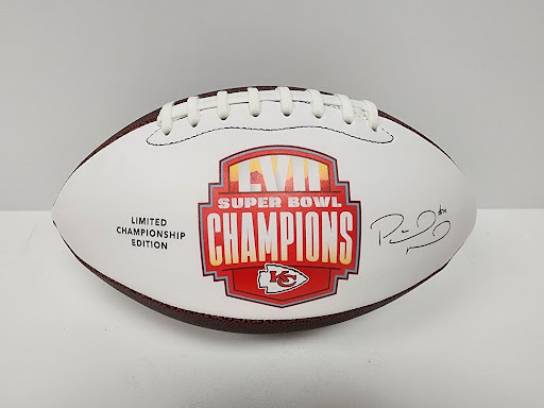 LVII
SUPER BOWL
CHAMPIONS
KC
LIMITED
CHAMPIONSHIP
EDITION